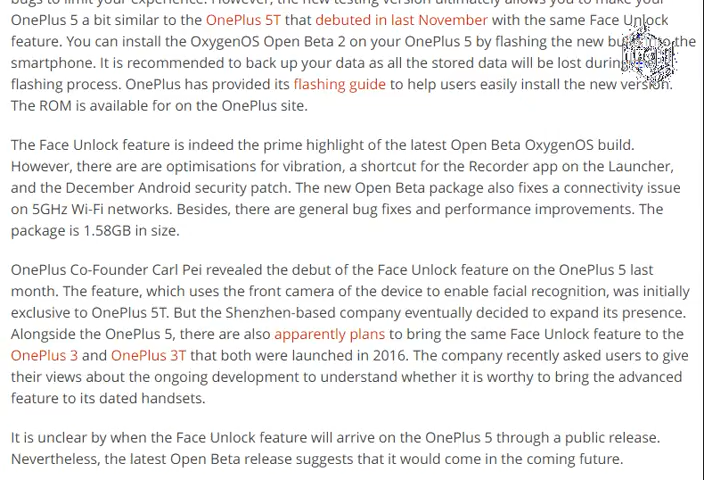 bugs to limit your experience. However, the new testing version ultimately allows you to make your
OnePlus 5 a bit similar to the OnePlus 5T that debuted in last November with the same Face Unlock
feature. You can install the OxygenOS Open Beta 2 on your OnePlus 5 by flashing the new build the
smartphone. It is recommended to back up your data as all the stored data will be lost during
flashing process. OnePlus has provided its flashing guide to help users easily install the new version.
The ROM is available for on the OnePlus site.
The Face Unlock feature is indeed the prime highlight of the latest Open Beta OxygenOS build.
However, there are are optimisations for vibration, a shortcut for the Recorder app on the Launcher,
and the December Android security patch. The new Open Beta package also fixes a connectivity issue
on 5GHz Wi-Fi networks. Besides, there are general bug fixes and performance improvements. The
package is 1.58GB in size.
OnePlus Co-Founder Carl Pei revealed the debut of the Face Unlock feature on the OnePlus 5 last
month. The feature, which uses the front camera of the device to enable facial recognition, was initially
exclusive to OnePlus 5T. But the Shenzhen-based company eventually decided to expand its presence.
Alongside the OnePlus 5, there are also apparently plans to bring the same Face Unlock feature to the
OnePlus 3 and OnePlus 3T that both were launched in 2016. The company recently asked users to give
their views about the ongoing development to understand whether it is worthy to bring the advanced
feature to its dated handsets.
It is unclear by when the Face Unlock feature will arrive on the OnePlus 5 through a public release.
Nevertheless, the latest Open Beta release suggests that it would come in the coming future.